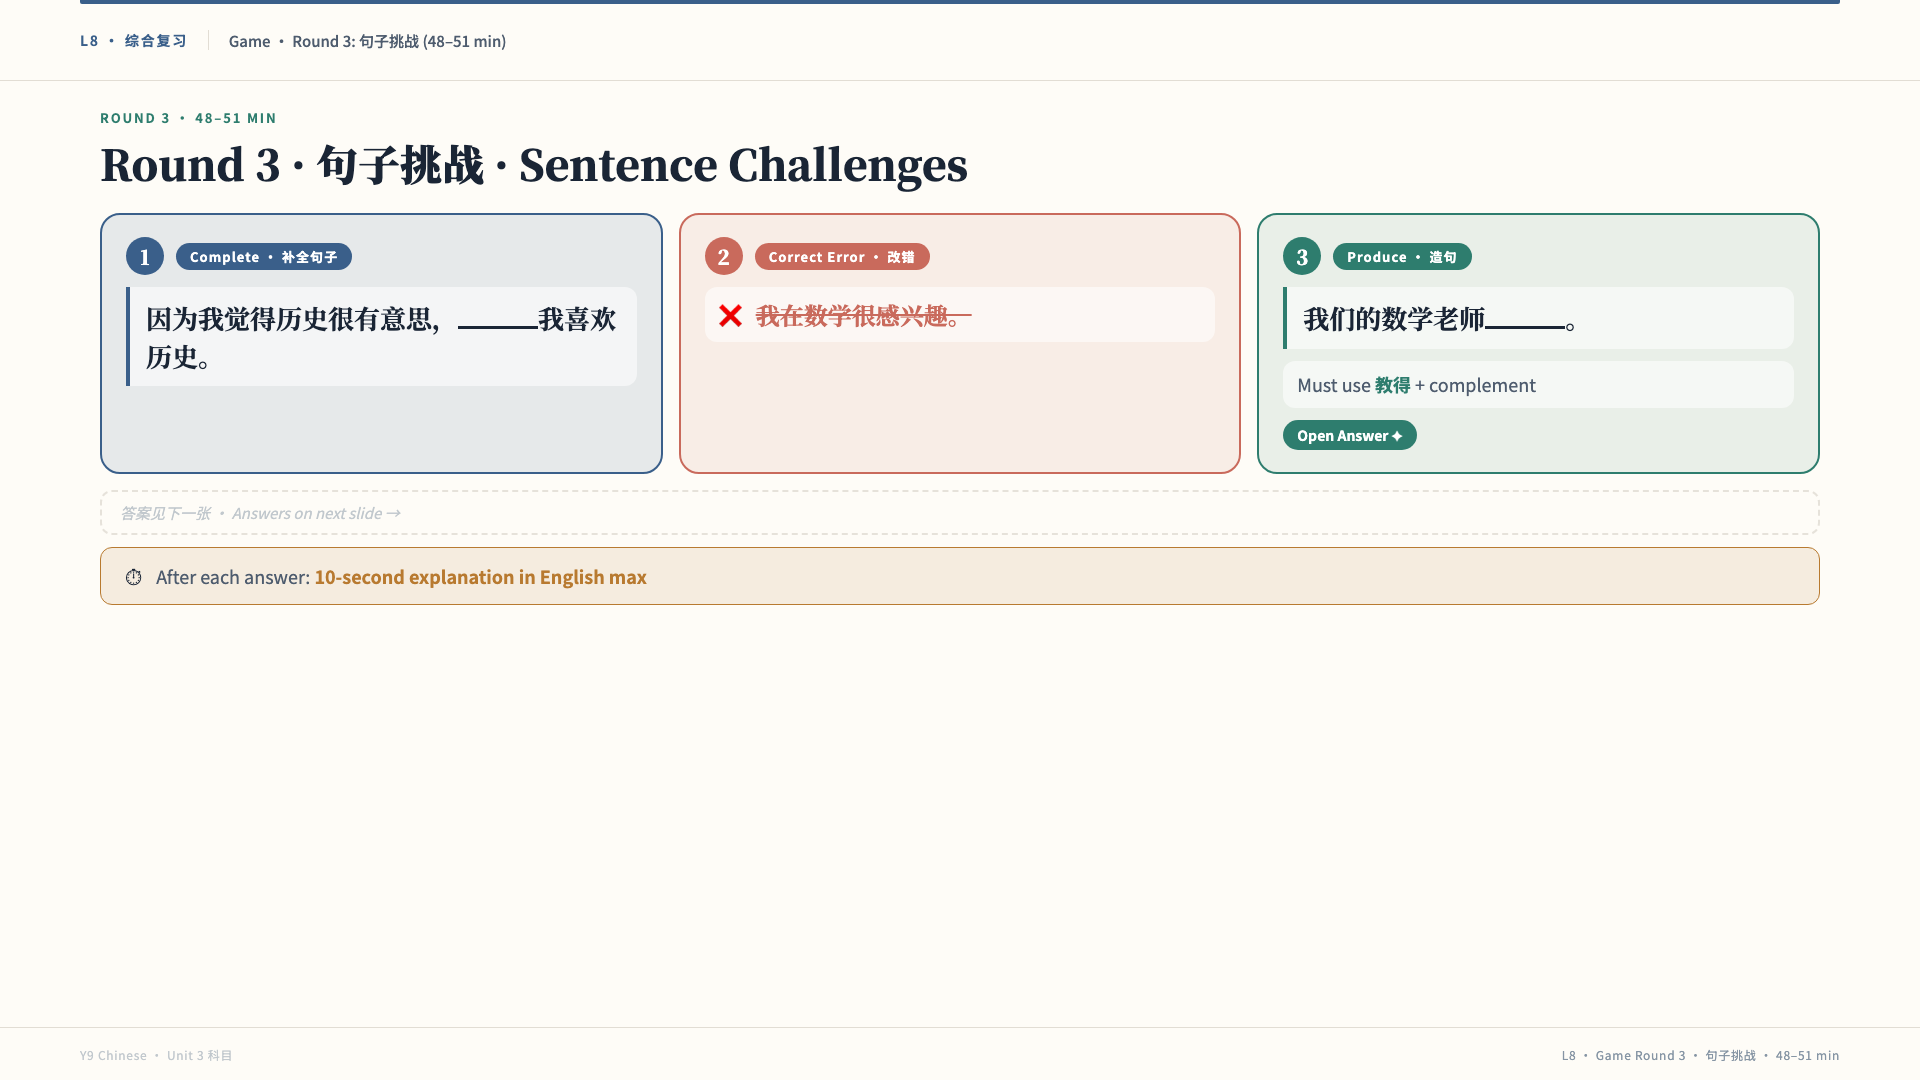 L8 · 综合复习
Game · Round 3: 句子挑战 (48–51 min)
ROUND 3 · 48–51 MIN
Round 3 · 句子挑战 · Sentence Challenges
1 Complete · 补全句子
因为我觉得历史很有意思，______我喜欢
历史。
2 Correct Error · 改错
❌ 我在数学很感兴趣。
3 Produce · 造句
我们的数学老师______。
Must use 教得 + complement
Open Answer ✦
答案见下一张 · Answers on next slide →
⏱ After each answer: 10-second explanation in English max
Y9 Chinese · Unit 3 科目
L8 · Game Round 3 · 句子挑战 · 48–51 min